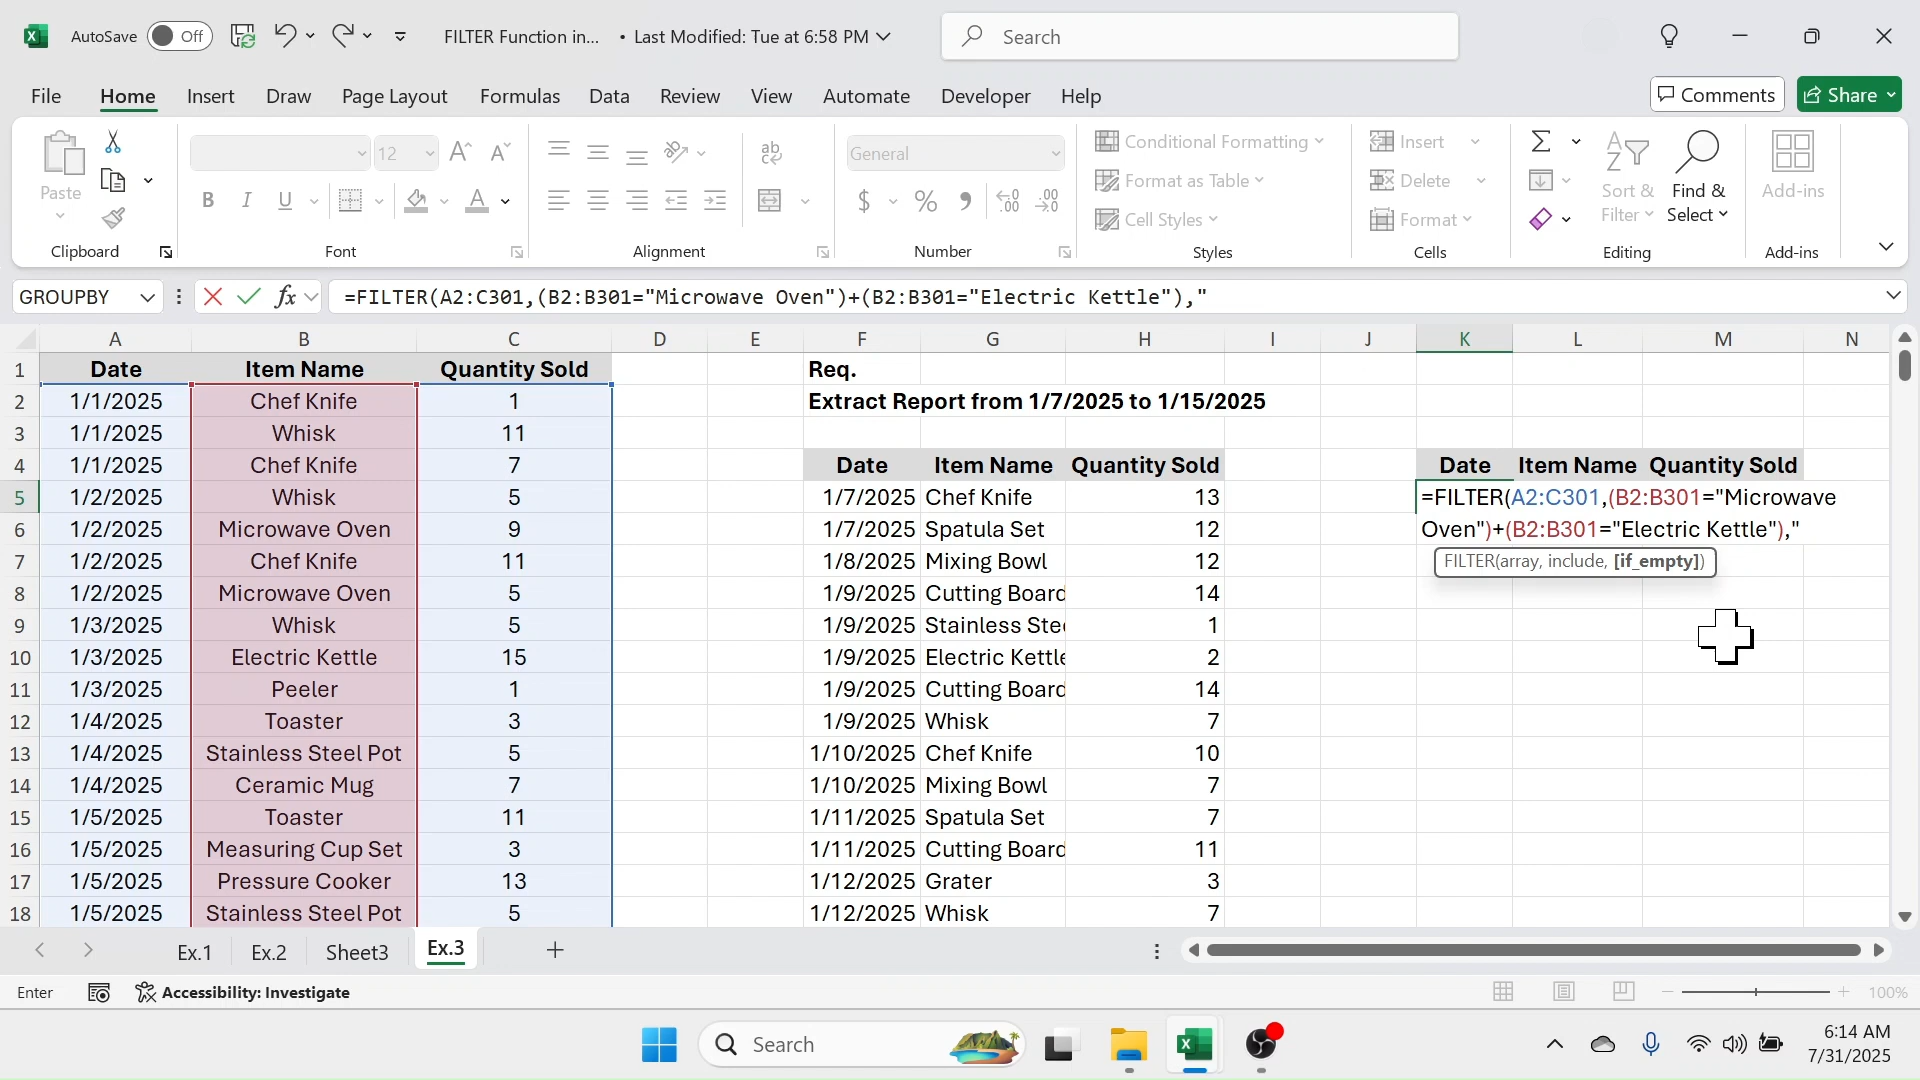 AutoSave Off FILTER Function in... • Last Modified: Tue at 6:58 PM Search
File Home Insert Draw Page Layout Formulas Data Review View Automate Developer Help Comments Share
Paste
Clipboard
12
Font
Alignment
General
Number
Conditional Formatting
Format as Table
Cell Styles
Styles
Insert
Delete
Format
Cells
Sort & Filter
Find & Select
Editing
Add-ins
Add-ins
GROUPBY =FILTER(A2:C301,(B2:B301="Microwave Oven")+(B2:B301="Electric Kettle"),"
A B C D E F G H I J K L M N
1 Date Item Name Quantity Sold Req.
2 1/1/2025 Chef Knife 1 Extract Report from 1/7/2025 to 1/15/2025
3 1/1/2025 Whisk 11
4 1/1/2025 Chef Knife 7 Date Item Name Quantity Sold Date Item Name Quantity Sold
5 1/2/2025 Whisk 5 1/7/2025 Chef Knife 13 =FILTER(A2:C301,(B2:B301="Microwave
6 1/2/2025 Microwave Oven 9 1/7/2025 Spatula Set 12 Oven")+(B2:B301="Electric Kettle"),"
7 1/2/2025 Chef Knife 11 1/8/2025 Mixing Bowl 12 FILTER(array, include, [if_empty])
8 1/2/2025 Microwave Oven 5 1/9/2025 Cutting Board 14
9 1/3/2025 Whisk 5 1/9/2025 Stainless Stee 1
10 1/3/2025 Electric Kettle 15 1/9/2025 Electric Kettle 2
11 1/3/2025 Peeler 1 1/9/2025 Cutting Board 14
12 1/4/2025 Toaster 3 1/9/2025 Whisk 7
13 1/4/2025 Stainless Steel Pot 5 1/10/2025 Chef Knife 10
14 1/4/2025 Ceramic Mug 7 1/10/2025 Mixing Bowl 7
15 1/5/2025 Toaster 11 1/11/2025 Spatula Set 7
16 1/5/2025 Measuring Cup Set 3 1/11/2025 Cutting Board 11
17 1/5/2025 Pressure Cooker 13 1/12/2025 Grater 3
18 1/5/2025 Stainless Steel Pot 5 1/12/2025 Whisk 7
Ex.1 Ex.2 Sheet3 Ex.3
Enter Accessibility: Investigate 100%
Search
6:14 AM
7/31/2025